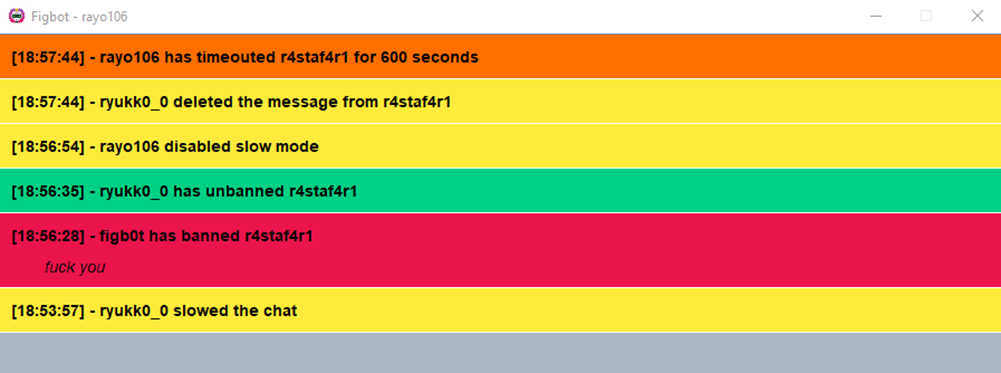 Figbot - rayo106
[18:57:44] - rayo106 has timeouted r4staf4r1 for 600 seconds
[18:57:44] - ryukk0_0 deleted the message from r4staf4r1
[18:56:54] - rayo106 disabled slow mode
[18:56:35] - ryukk0_0 has unbanned r4staf4r1
[18:56:28] - figb0t has banned r4staf4r1
fuck you
[18:53:57] - ryukk0_0 slowed the chat